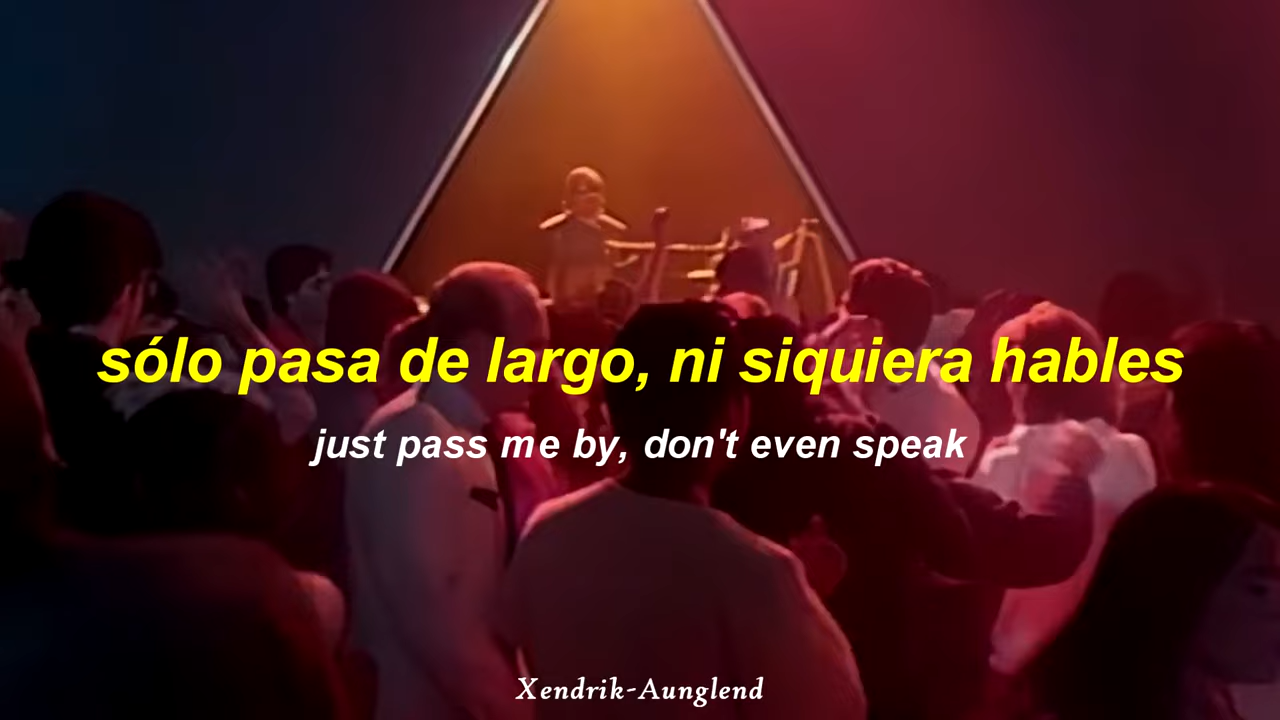 sólo pasa de largo, ni siquiera hables
just pass me by, don't even speak
Xendrik-Aunglend